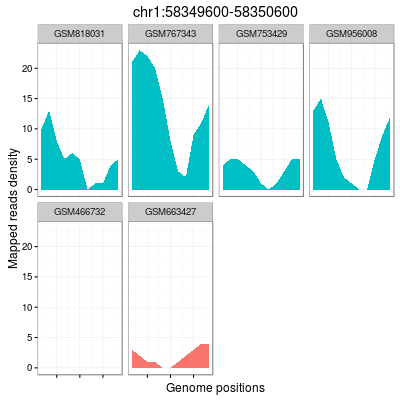 chr1:58349600-58350600
GSM818031 GSM767343 GSM753429 GSM956008
20
15
10
5
0
GSM466732 GSM663427
20
15
10
5
0
Mapped reads density
Genome positions